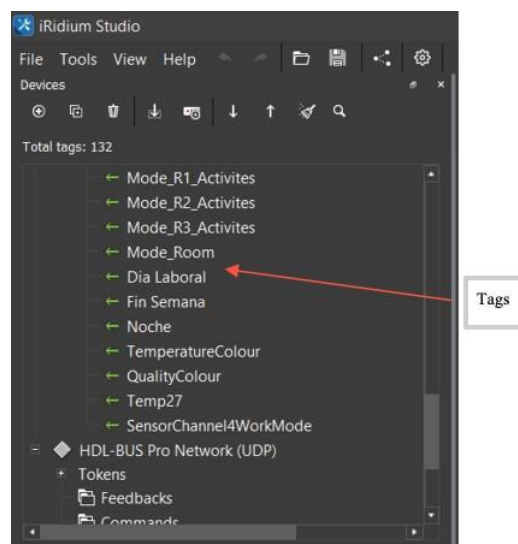 iRidium Studio
File Tools View Help
Devices
Total tags: 132
Mode_R1_Activites
Mode_R2_Activites
Mode_R3_Activites
Mode_Room
Dia Laboral
Fin Semana
Noche
TemperatureColour
QualityColour
Temp27
SensorChannel4WorkMode
HDL-BUS Pro Network (UDP)
Tokens
Feedbacks
Commands
Tags